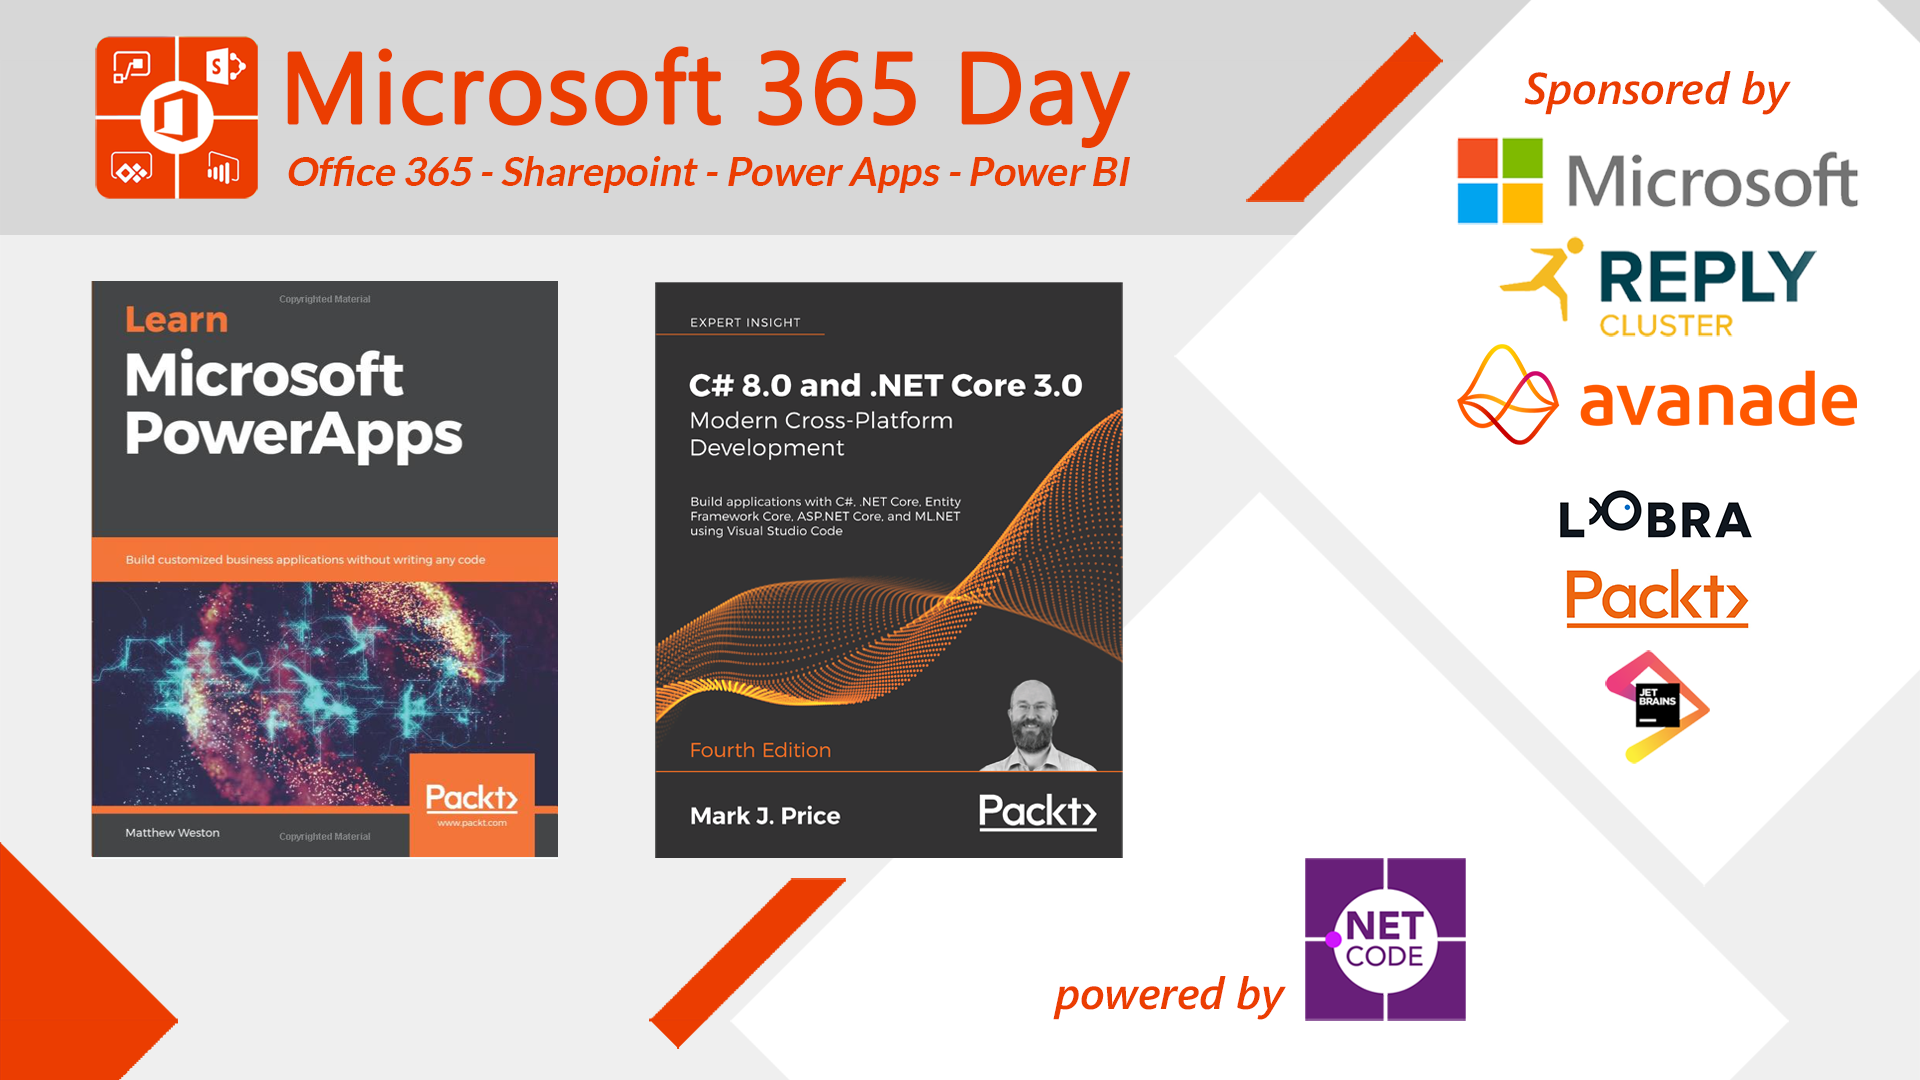 Microsoft 365 Day
Office 365 - Sharepoint - Power Apps - Power BI
Copyrighted Material
Learn
Microsoft
PowerApps
Build customized business applications without writing any code
Packt
www.packt.com
Matthew Weston
Copyrighted Material
EXPERT INSIGHT
C# 8.0 and .NET Core 3.0
Modern Cross-Platform
Development
Build applications with C#, .NET Core, Entity
Framework Core, ASP.NET Core, and ML.NET
using Visual Studio Code
Fourth Edition
Mark J. Price
Packt
Sponsored by
Microsoft
REPLY
CLUSTER
avanade
LOBRA
Packt
JET
BRAINS
powered by
NET
CODE